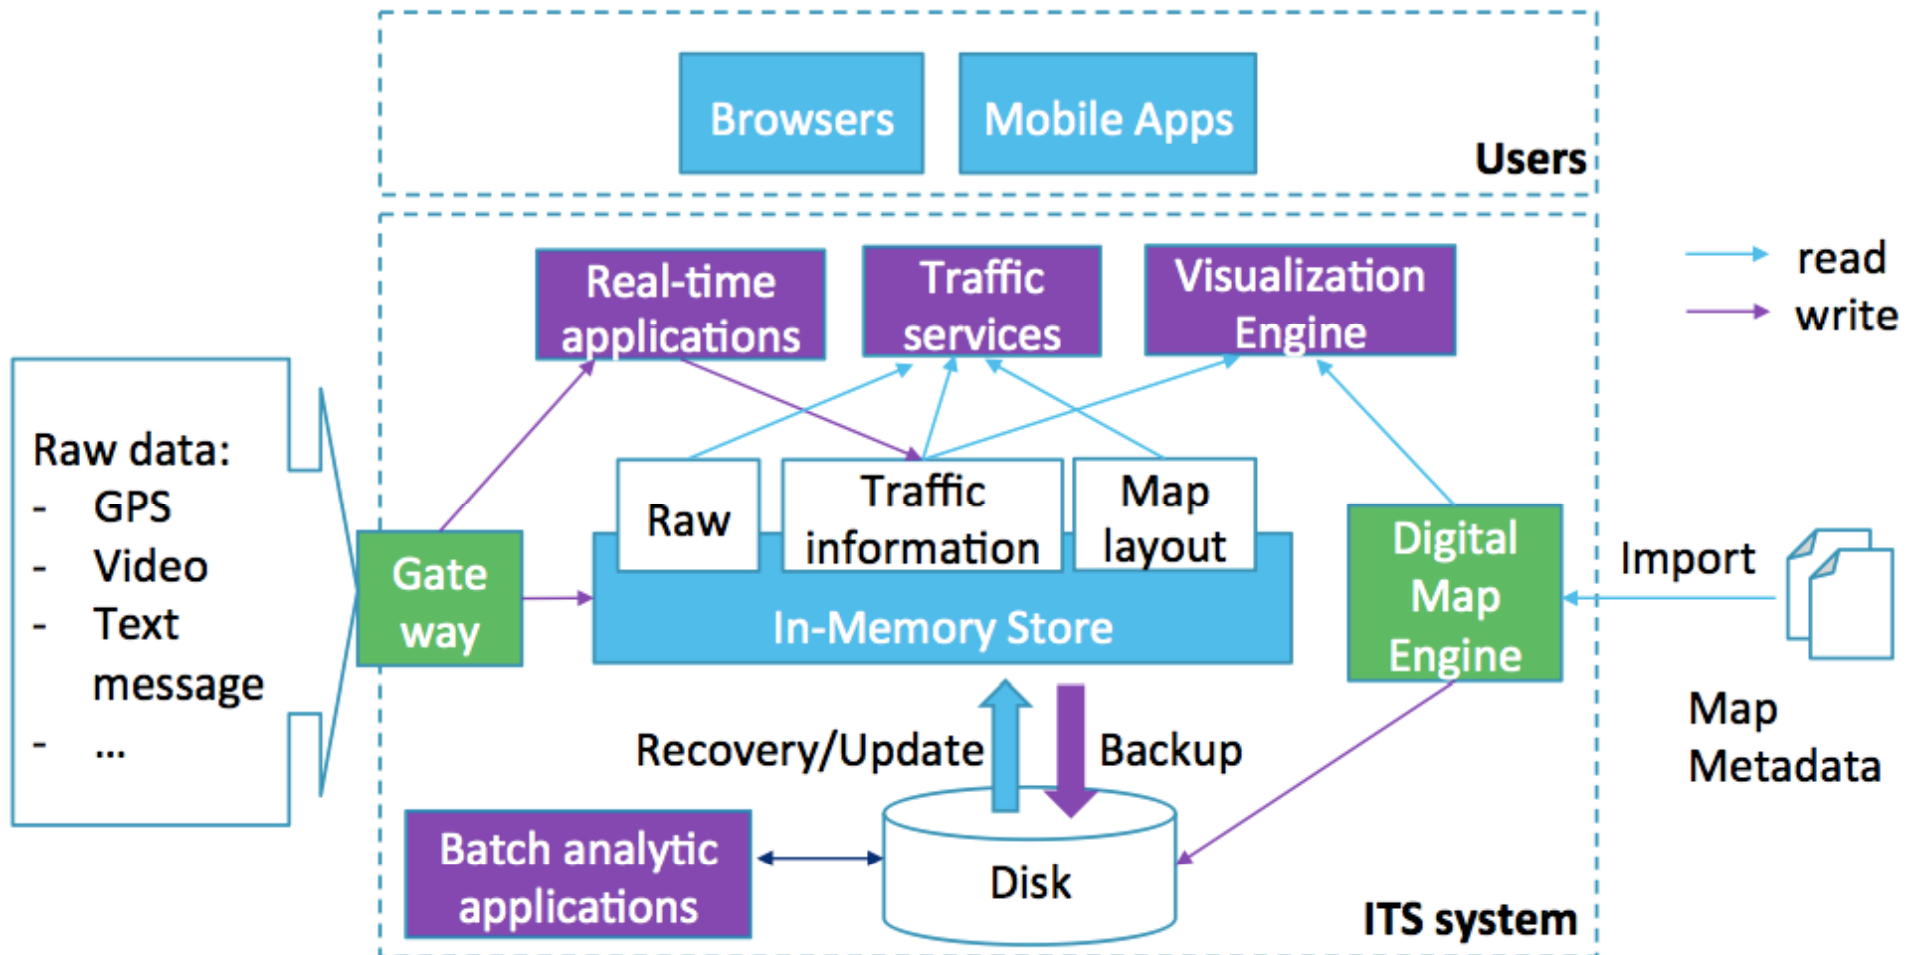 Browsers
Mobile Apps
Users
Real-time
applications
Traffic
services
Visualization
Engine
read
write
Raw data:
- GPS
- Video
- Text
message
- ...
Gate
way
Raw
Traffic
information
Map
layout
In-Memory Store
Digital
Map
Engine
Import
Map
Metadata
Recovery/Update
Backup
Batch analytic
applications
Disk
ITS system